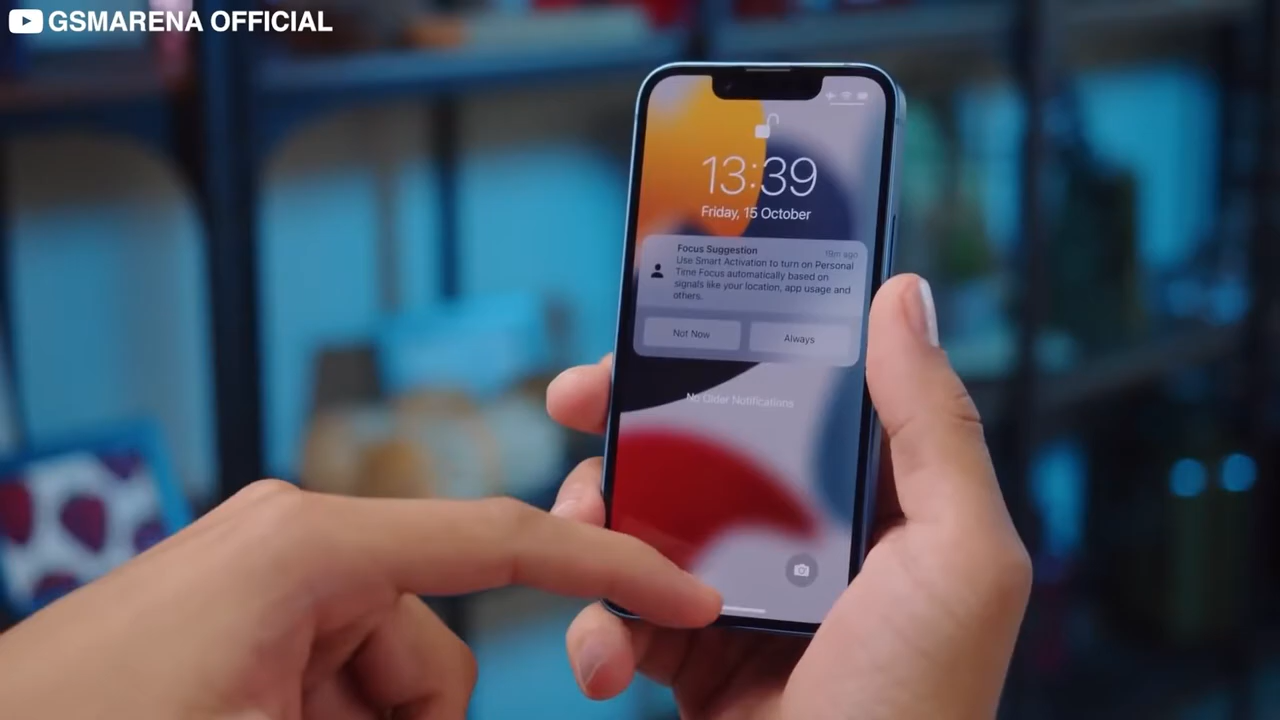 GSMARENA OFFICIAL
13:39
Friday, 15 October
Focus Suggestion 19m ago
Use Smart Activation to turn on Personal
Time Focus automatically based on
signals like your location, app usage and
others.
Not Now Always
No Older Notifications